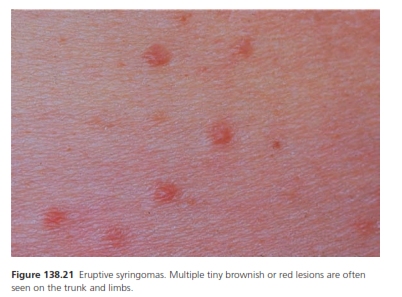 Figure 138.21 Eruptive syringomas. Multiple tiny brownish or red lesions are often
seen on the trunk and limbs.